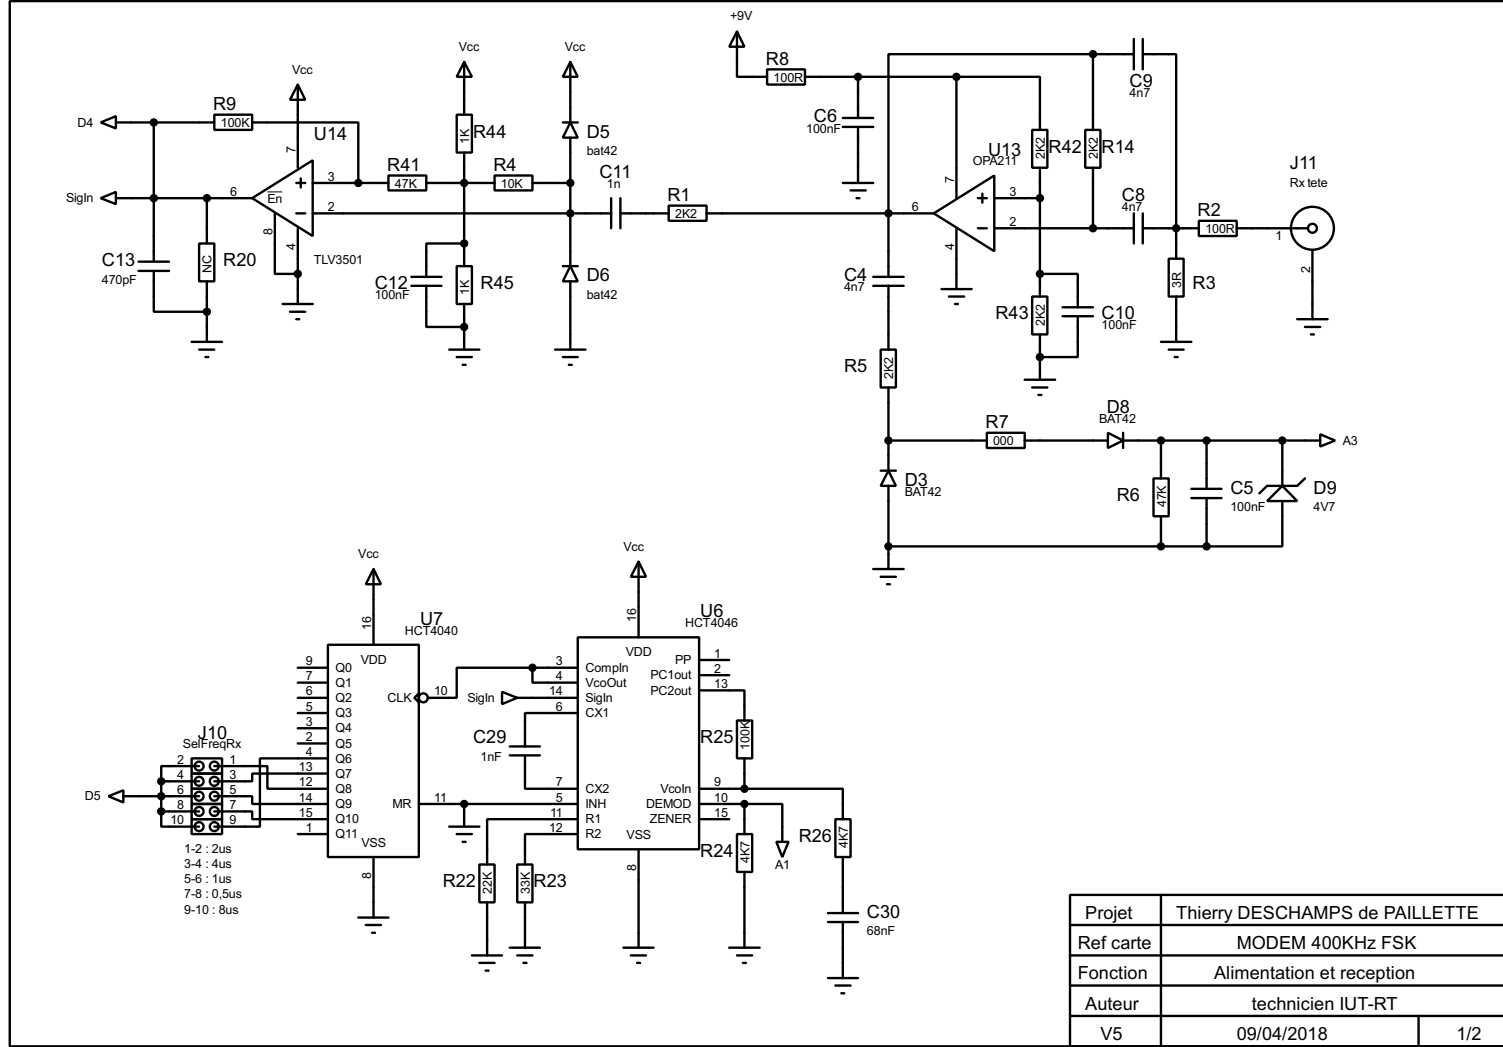 +9V
R8
100R
C6
100nF
U13
OPA211
7
3
2
6
4
R42
2K2
R14
2K2
C9
4n7
C8
4n7
R2
100R
J11
Rx tete
1
2
R3
3R
R43
2K2
C10
100nF
C4
4n7
R5
2K2
R7
000
D8
BAT42
A3
D3
BAT42
R6
47K
C5
100nF
D9
4V7
D4
R9
100K
Vcc
U14
7
3
2
6
8
4
+
−
En
TLV3501
SigIn
C13
470pF
R20
NC
R41
47K
Vcc
R44
1K
R4
10K
Vcc
D5
bat42
C11
1n
R1
2K2
C12
100nF
R45
1K
D6
bat42
Vcc
U7
HCT4040
16
VDD
9 Q0
7 Q1
6 Q2
5 Q3
3 Q4
2 Q5
4 Q6
13 Q7
12 Q8
14 Q9
15 Q10
1 Q11
CLK 10
MR 11
VSS
8
J10
SelFreqRx
2 1
4 3
6 5
8 7
10 9
D5
1-2 : 2us
3-4 : 4us
5-6 : 1us
7-8 : 0,5us
9-10 : 8us
Vcc
U6
HCT4046
16
VDD
3 CompIn
4 VcoOut
14 SigIn
6 CX1
7 CX2
5 INH
11 R1
12 R2
PP 1
PC1out 2
PC2out 13
VcoIn 9
DEMOD 10
ZENER 15
VSS
8
SigIn
C29
1nF
R22
22K
R23
33K
R25
100K
R24
4K7
A1
R26
4K7
C30
68nF
Projet Thierry DESCHAMPS de PAILLETTE
Ref carte MODEM 400KHz FSK
Fonction Alimentation et reception
Auteur technicien IUT-RT
V5 09/04/2018 1/2